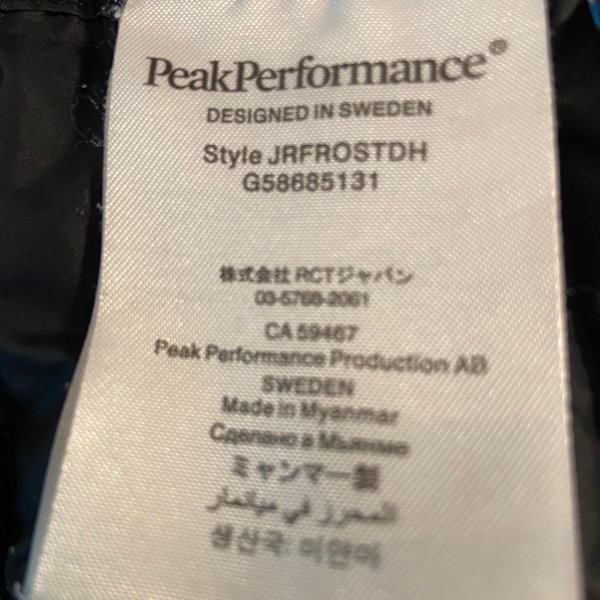 PeakPerformance®
DESIGNED IN SWEDEN
Style JRFROSTDH
G58685131
株式会社 RCTジャパン
03-5766-2061
CA 59467
Peak Performance Production AB
SWEDEN
Made in Myanmar
Сделано в Мьянмо
ミャンマー製
المحرز في ميانمار
생산국: 미얀마